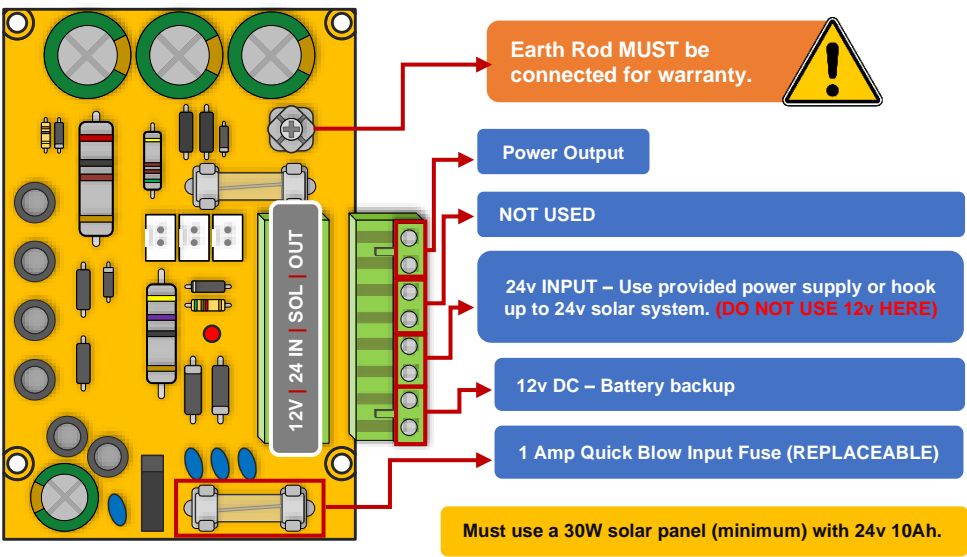 Earth Rod MUST be
connected for warranty.
Power Output
NOT USED
24v INPUT – Use provided power supply or hook
up to 24v solar system. (DO NOT USE 12v HERE)
12V | 24 IN | SOL | OUT
12v DC – Battery backup
1 Amp Quick Blow Input Fuse (REPLACEABLE)
Must use a 30W solar panel (minimum) with 24v 10Ah.